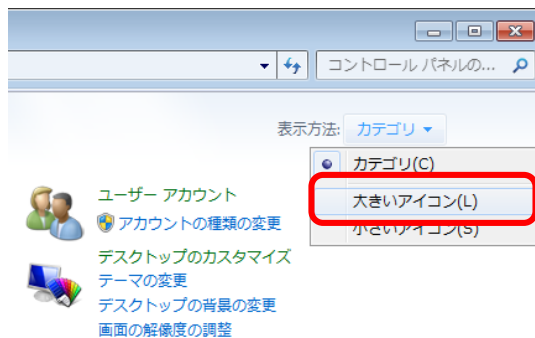 コントロール パネルの...
表示方法: カテゴリ
カテゴリ(C)
大きいアイコン(L)
小さいアイコン(S)
ユーザー アカウント
アカウントの種類の変更
デスクトップのカスタマイズ
テーマの変更
デスクトップの背景の変更
画面の解像度の調整